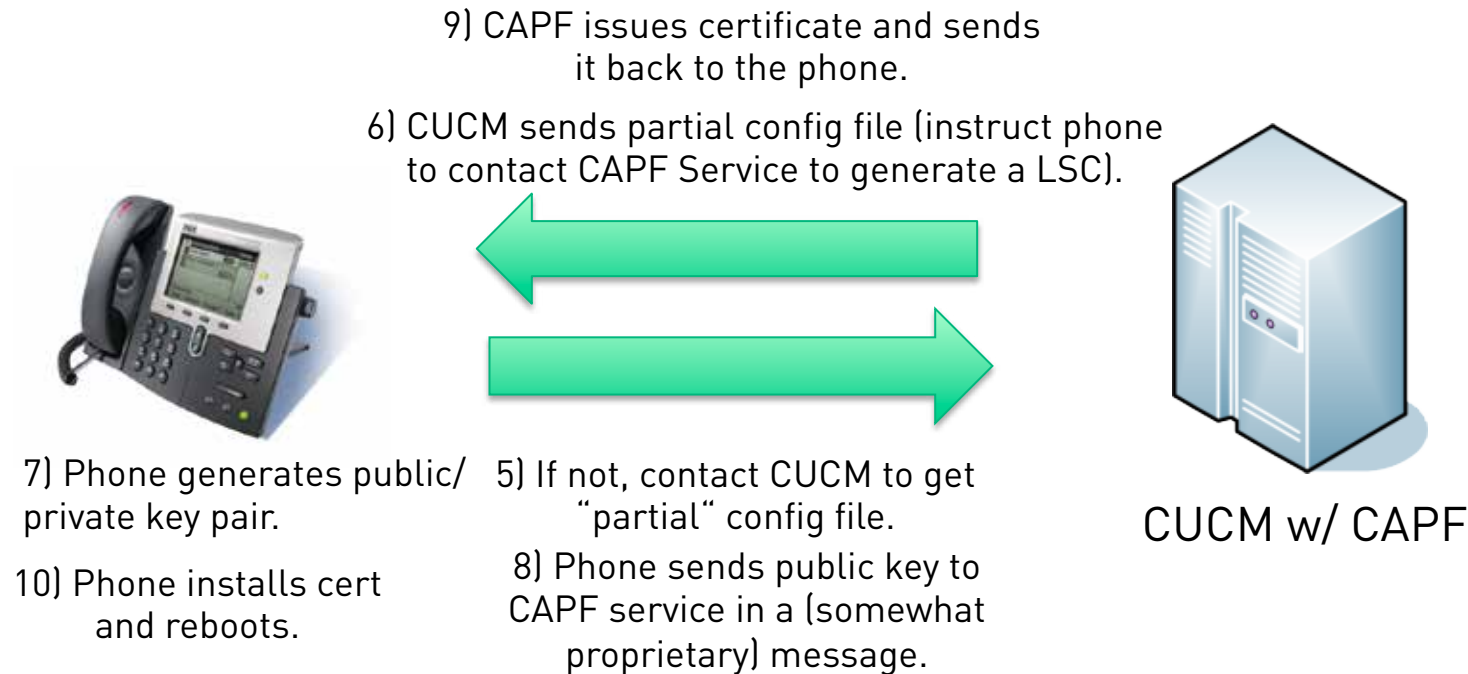 9) CAPF issues certificate and sends
it back to the phone.
6) CUCM sends partial config file (instruct phone
to contact CAPF Service to generate a LSC).
7) Phone generates public/
private key pair.
5) If not, contact CUCM to get
“partial“ config file.
CUCM w/ CAPF
10) Phone installs cert
and reboots.
8) Phone sends public key to
CAPF service in a (somewhat
proprietary) message.